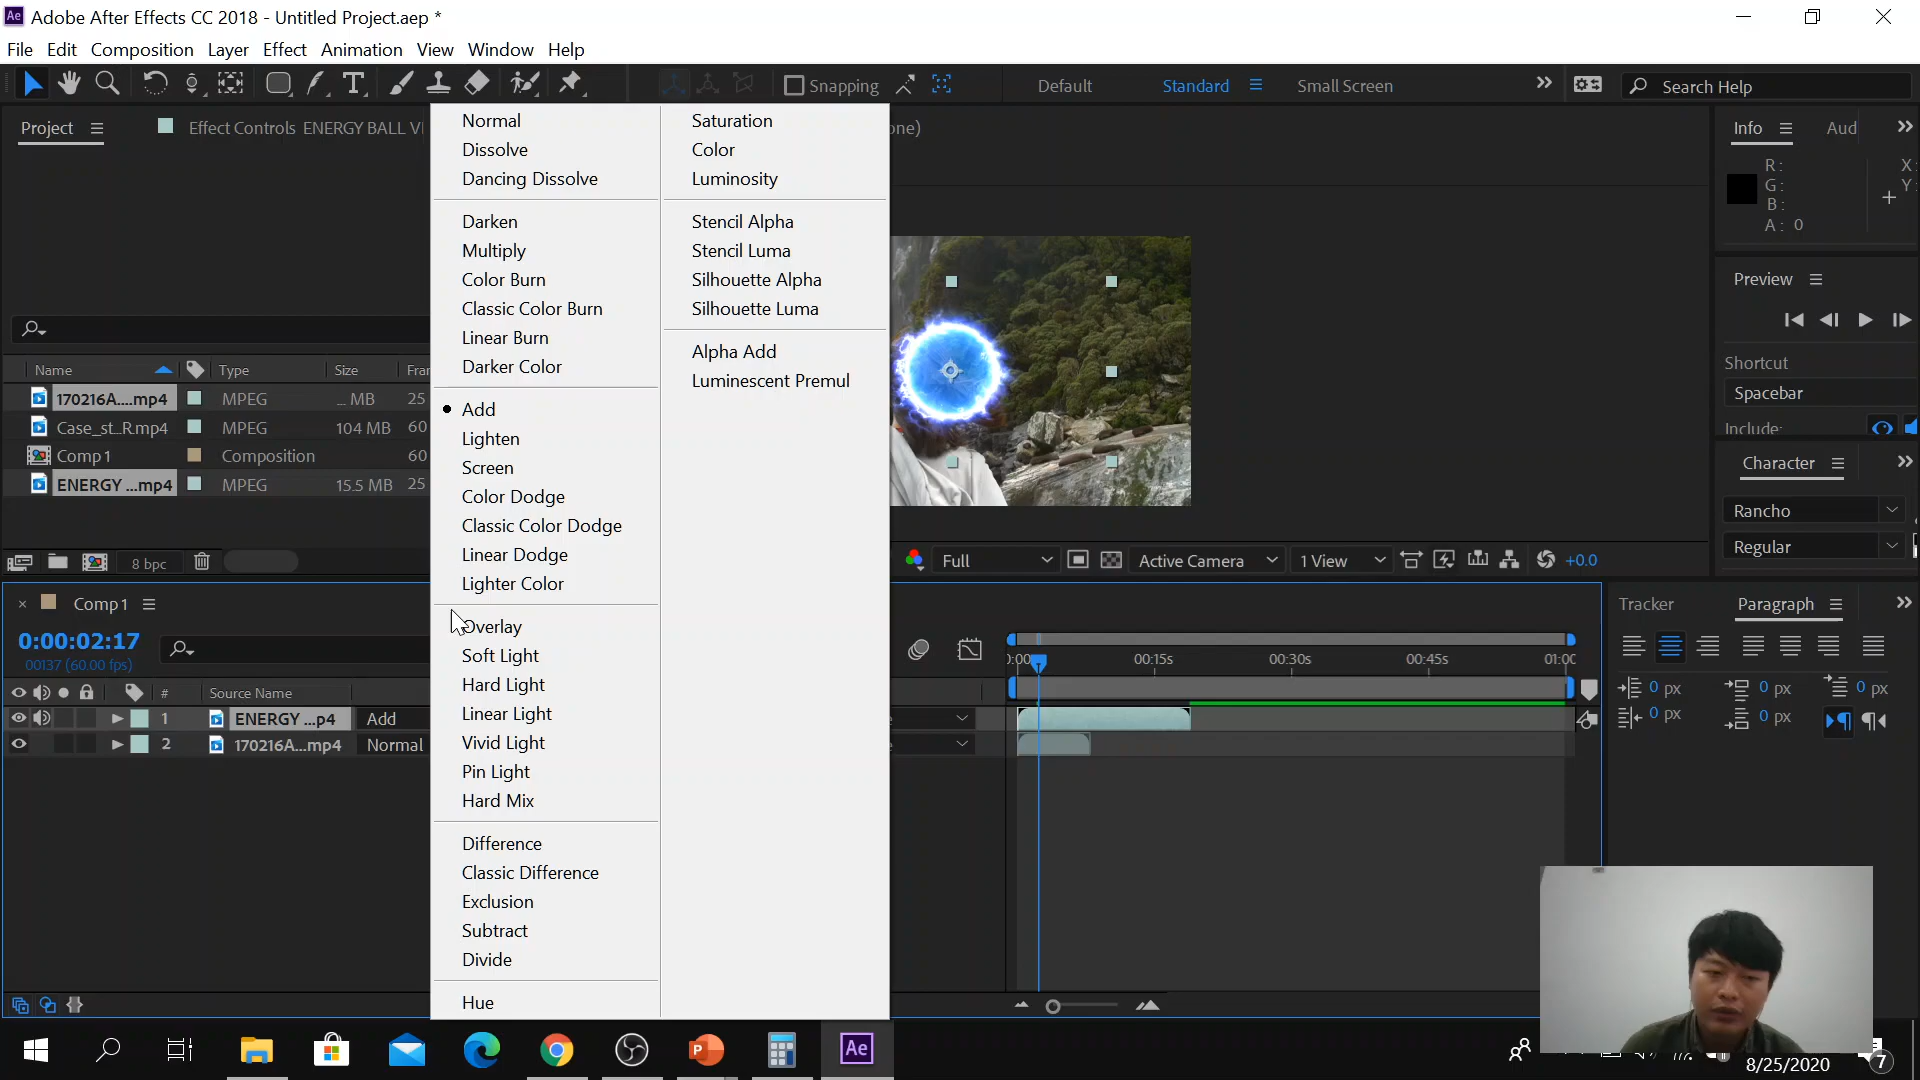 Ae Adobe After Effects CC 2018 - Untitled Project.aep *
File Edit Composition Layer Effect Animation View Window Help
Snapping Default Standard Small Screen Search Help
Project Effect Controls ENERGY BALL
Info Aud
R: X:
G: Y:
B:
A: 0
Preview
Shortcut
Spacebar
Include:
Character
Rancho
Regular
Name Type Size
170216A....mp4 MPEG ... MB 25
Case_st...R.mp4 MPEG 104 MB 60
Comp 1 Composition 60
ENERGY ...mp4 MPEG 15.5 MB 25
8 bpc
Normal
Dissolve
Dancing Dissolve
Darken
Multiply
Color Burn
Classic Color Burn
Linear Burn
Darker Color
Add
Lighten
Screen
Color Dodge
Classic Color Dodge
Linear Dodge
Lighter Color
Overlay
Soft Light
Hard Light
Linear Light
Vivid Light
Pin Light
Hard Mix
Difference
Classic Difference
Exclusion
Subtract
Divide
Hue
Saturation
Color
Luminosity
Stencil Alpha
Stencil Luma
Silhouette Alpha
Silhouette Luma
Alpha Add
Luminescent Premul
Full Active Camera 1 View +0.0
Comp 1
0:00:02:17
00137 (60.00 fps)
# Source Name
1 ENERGY ...p4 Add
2 170216A...mp4 Normal
00:15s 00:30s 00:45s
Tracker Paragraph
0 px 0 px 0 px
0 px 0 px
Ae
8/25/2020
7